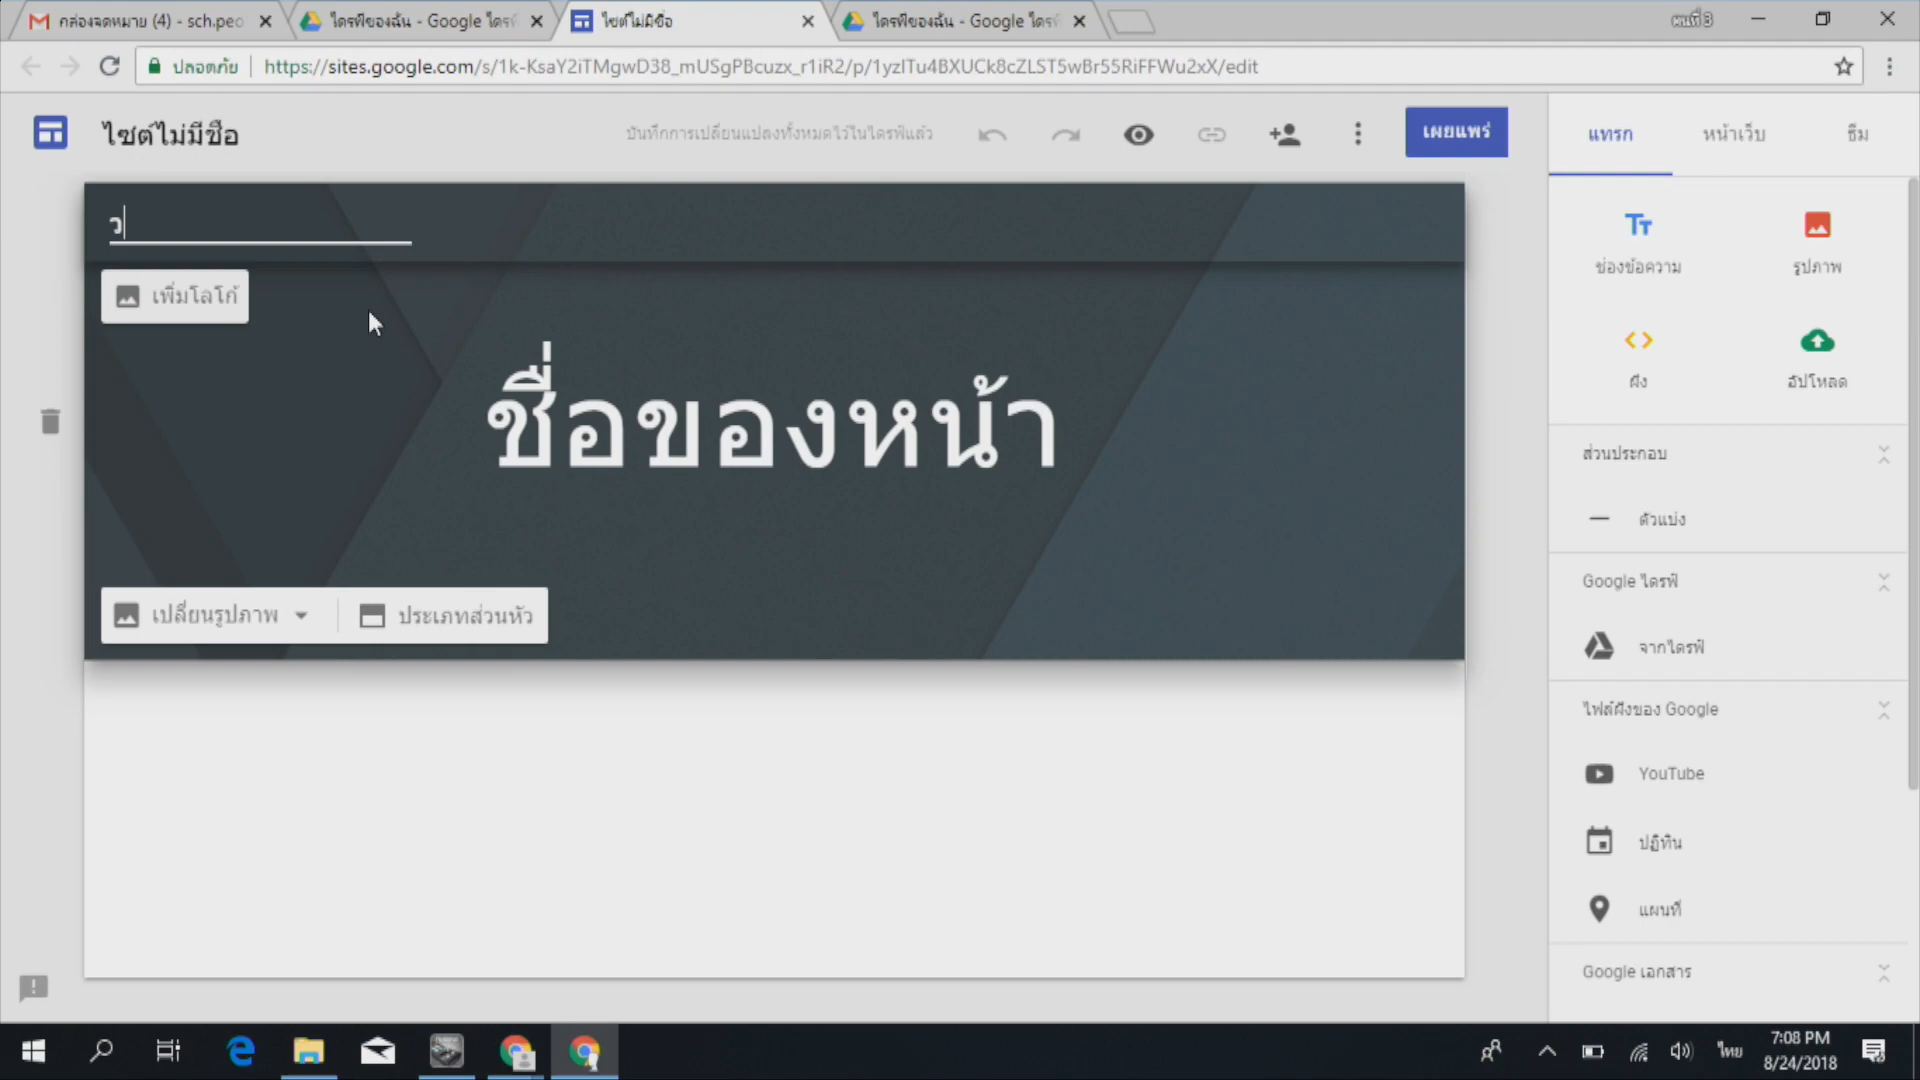 กล่องจดหมาย (4) - sch.peo
ไดรฟ์ของฉัน - Google ไดรฟ์
ไซต์ไม่มีชื่อ
ไดรฟ์ของฉัน - Google ไดรฟ์
คนที่ 3
ปลอดภัย
https://sites.google.com/s/1k-KsaY2iTMgwD38_mUSgPBcuzx_r1iR2/p/1yzITu4BXUCk8cZLST5wBr55RiFFWu2xX/edit
ไซต์ไม่มีชื่อ
บันทึกการเปลี่ยนแปลงทั้งหมดไว้ในไดรฟ์แล้ว
เผยแพร่
แทรก
หน้าเว็บ
ธีม
ว
เพิ่มโลโก้
ชื่อของหน้า
เปลี่ยนรูปภาพ
ประเภทส่วนหัว
ช่องข้อความ
รูปภาพ
ฝัง
อัปโหลด
ส่วนประกอบ
ตัวแบ่ง
Google ไดรฟ์
จากไดรฟ์
ไฟล์ฝังของ Google
YouTube
ปฏิทิน
แผนที่
Google เอกสาร
ไทย
7:08 PM
8/24/2018